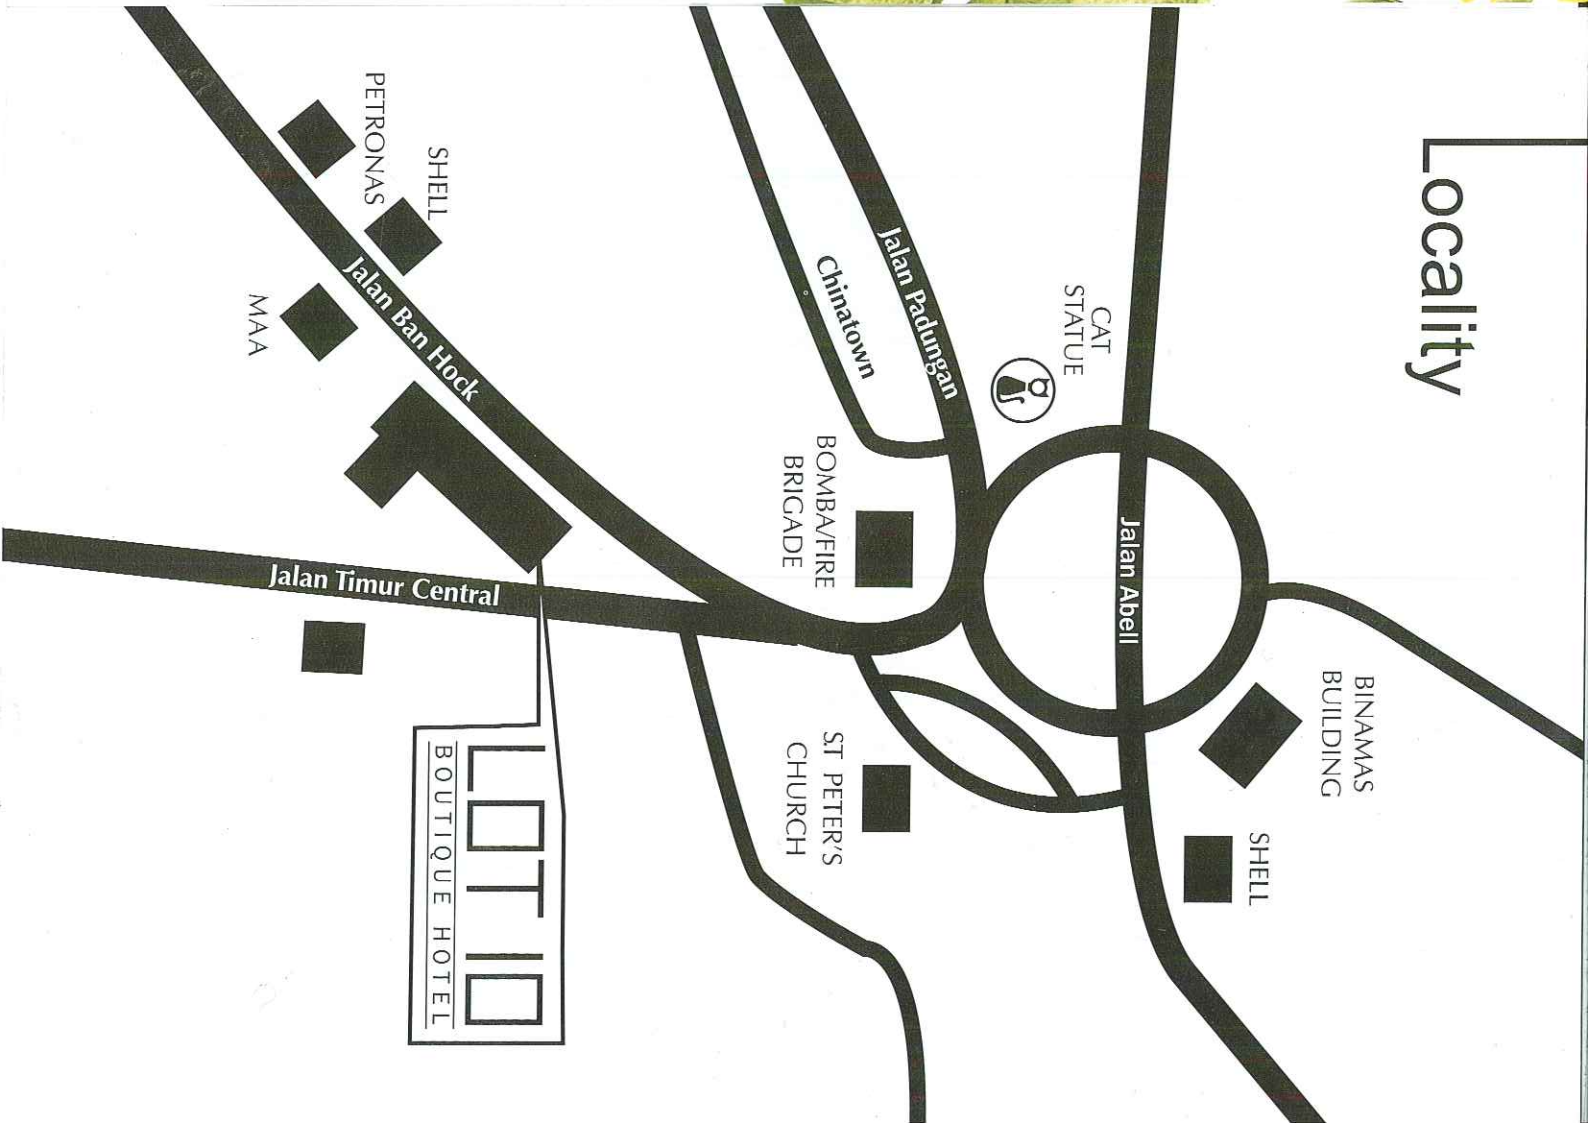 Locality
BINAMAS
BUILDING
SHELL
Jalan Abell
CAT
STATUE
Jalan Padungan
Chinatown
BOMBA/FIRE
BRIGADE
ST PETER'S
CHURCH
SHELL
PETRONAS
Jalan Ban Hock
MAA
Jalan Timur Central
LOT 10
BOUTIQUE HOTEL